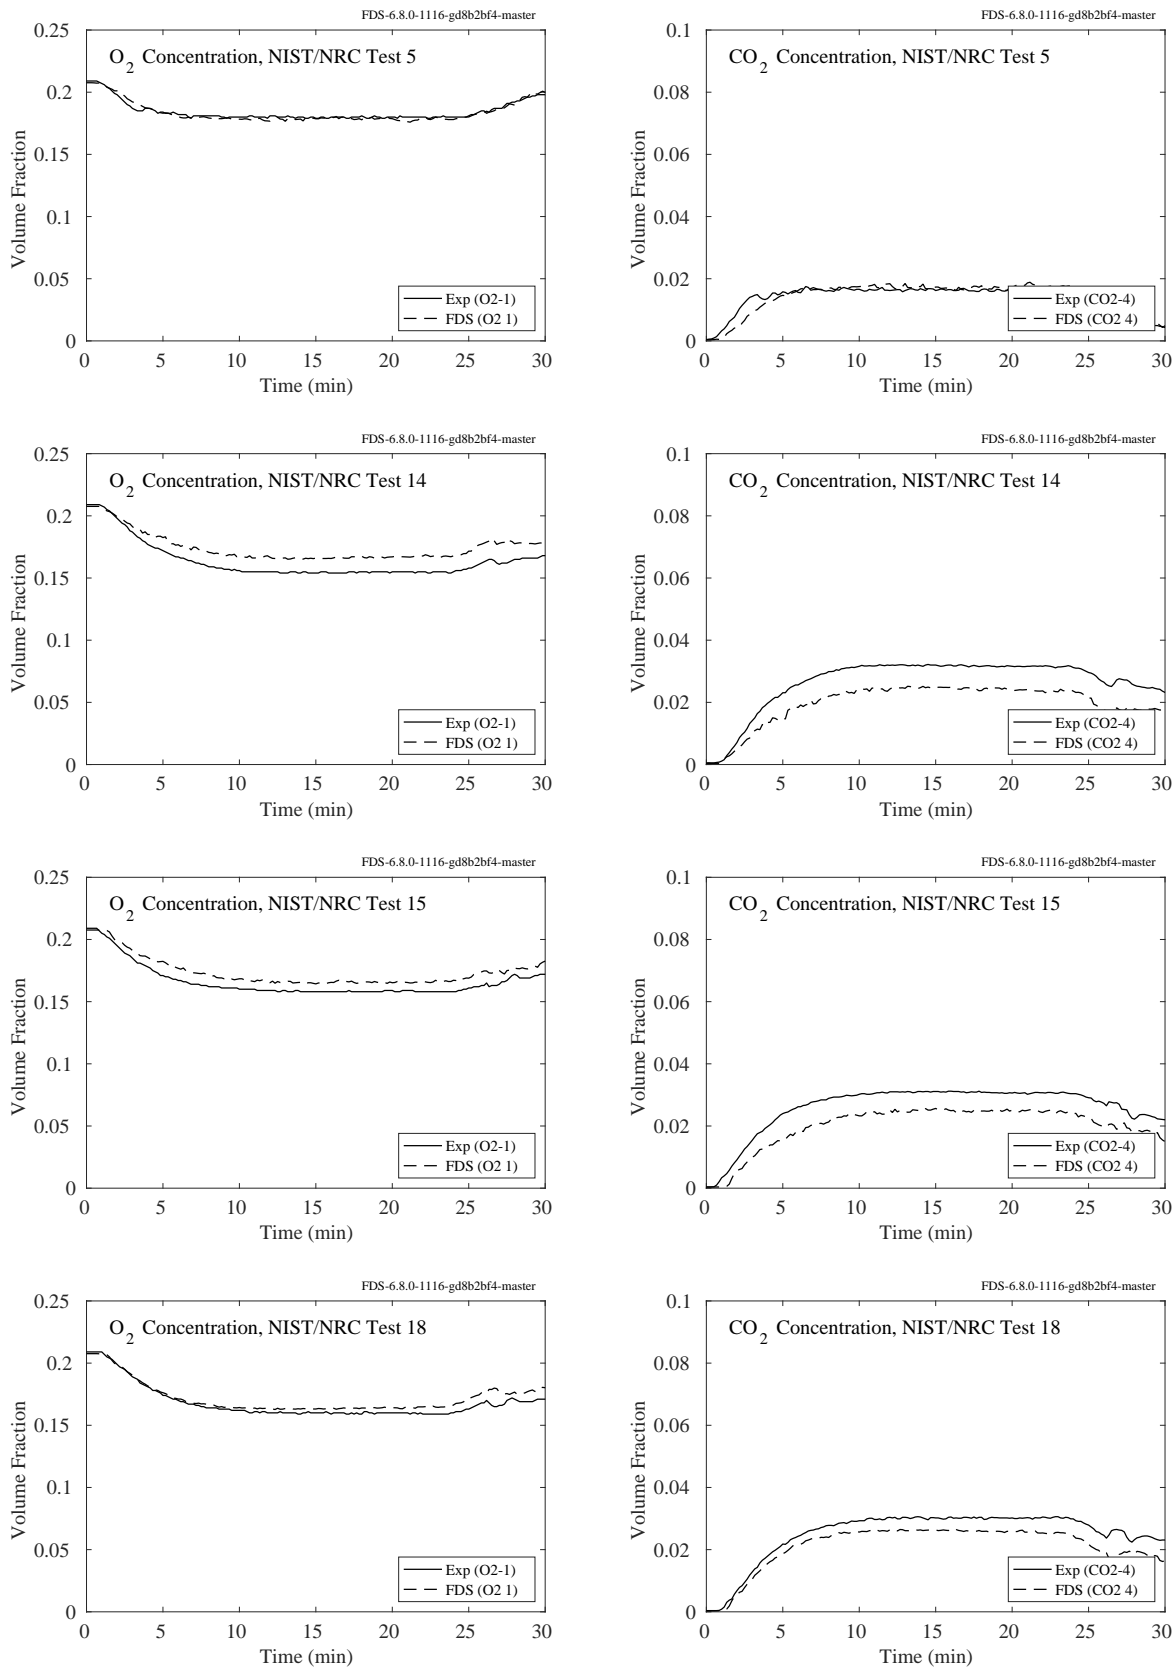 FDS-6.8.0-1116-gd8b2bf4-master
O2 Concentration, NIST/NRC Test 5
Volume Fraction
0.25
0.2
0.15
0.1
0.05
0
Exp (O2-1)
FDS (O2 1)
0 5 10 15 20 25 30
Time (min)
FDS-6.8.0-1116-gd8b2bf4-master
CO2 Concentration, NIST/NRC Test 5
Volume Fraction
0.1
0.08
0.06
0.04
0.02
0
Exp (CO2-4)
FDS (CO2 4)
0 5 10 15 20 25 30
Time (min)
FDS-6.8.0-1116-gd8b2bf4-master
O2 Concentration, NIST/NRC Test 14
Volume Fraction
0.25
0.2
0.15
0.1
0.05
0
Exp (O2-1)
FDS (O2 1)
0 5 10 15 20 25 30
Time (min)
FDS-6.8.0-1116-gd8b2bf4-master
CO2 Concentration, NIST/NRC Test 14
Volume Fraction
0.1
0.08
0.06
0.04
0.02
0
Exp (CO2-4)
FDS (CO2 4)
0 5 10 15 20 25 30
Time (min)
FDS-6.8.0-1116-gd8b2bf4-master
O2 Concentration, NIST/NRC Test 15
Volume Fraction
0.25
0.2
0.15
0.1
0.05
0
Exp (O2-1)
FDS (O2 1)
0 5 10 15 20 25 30
Time (min)
FDS-6.8.0-1116-gd8b2bf4-master
CO2 Concentration, NIST/NRC Test 15
Volume Fraction
0.1
0.08
0.06
0.04
0.02
0
Exp (CO2-4)
FDS (CO2 4)
0 5 10 15 20 25 30
Time (min)
FDS-6.8.0-1116-gd8b2bf4-master
O2 Concentration, NIST/NRC Test 18
Volume Fraction
0.25
0.2
0.15
0.1
0.05
0
Exp (O2-1)
FDS (O2 1)
0 5 10 15 20 25 30
Time (min)
FDS-6.8.0-1116-gd8b2bf4-master
CO2 Concentration, NIST/NRC Test 18
Volume Fraction
0.1
0.08
0.06
0.04
0.02
0
Exp (CO2-4)
FDS (CO2 4)
0 5 10 15 20 25 30
Time (min)